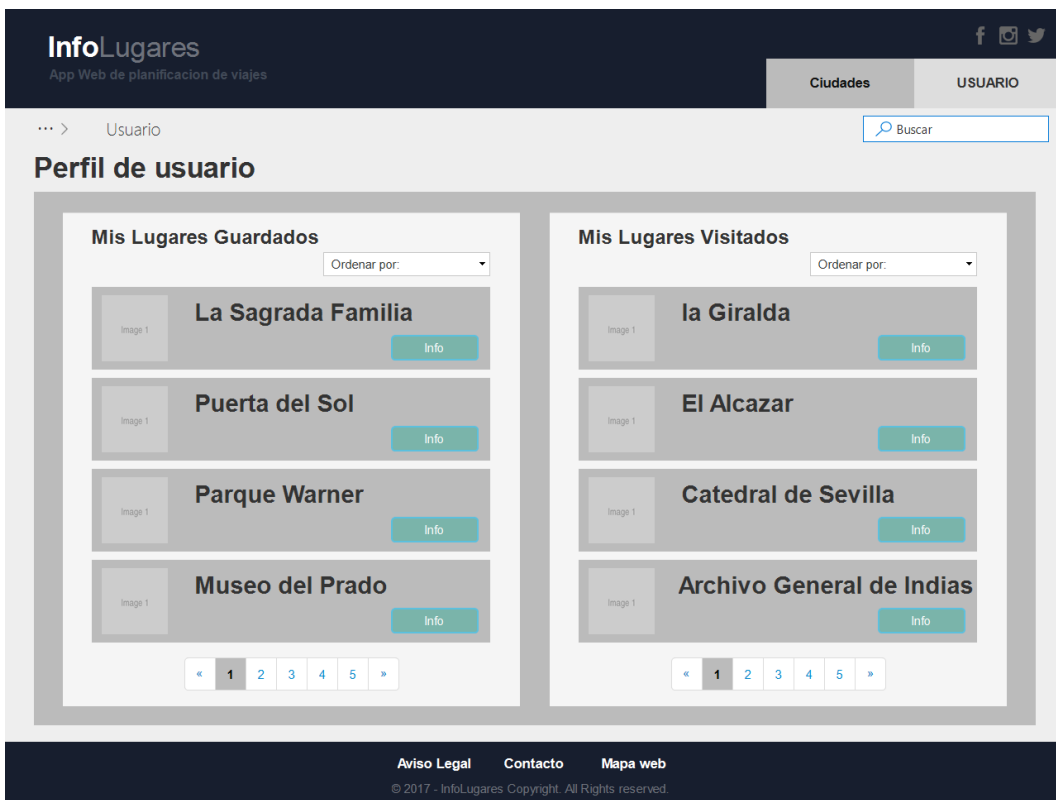 InfoLugares
App Web de planificacion de viajes
Ciudades
USUARIO
... > Usuario
Buscar
Perfil de usuario
Mis Lugares Guardados
Ordenar por:
Image 1
La Sagrada Familia
Info
Image 1
Puerta del Sol
Info
Image 1
Parque Warner
Info
Image 1
Museo del Prado
Info
« 1 2 3 4 5 »
Mis Lugares Visitados
Ordenar por:
Image 1
la Giralda
Info
Image 1
El Alcazar
Info
Image 1
Catedral de Sevilla
Info
Image 1
Archivo General de Indias
Info
« 1 2 3 4 5 »
Aviso Legal Contacto Mapa web
© 2017 - InfoLugares Copyright. All Rights reserved.